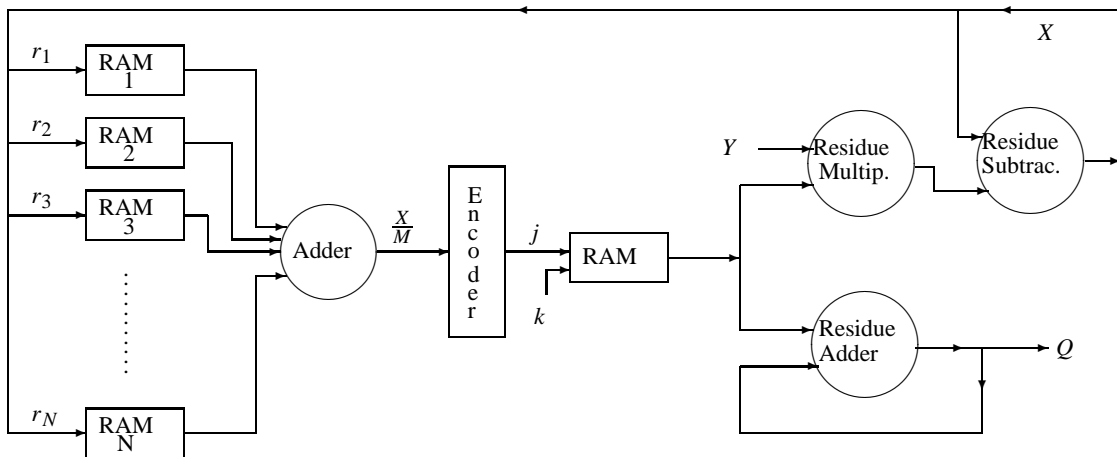 X
r1
RAM
1
r2
RAM
2
r3
RAM
3
rN
RAM
N
Adder
X
M
Encoder
j
k
RAM
Y
Residue
Multip.
Residue
Subtrac.
Residue
Adder
Q